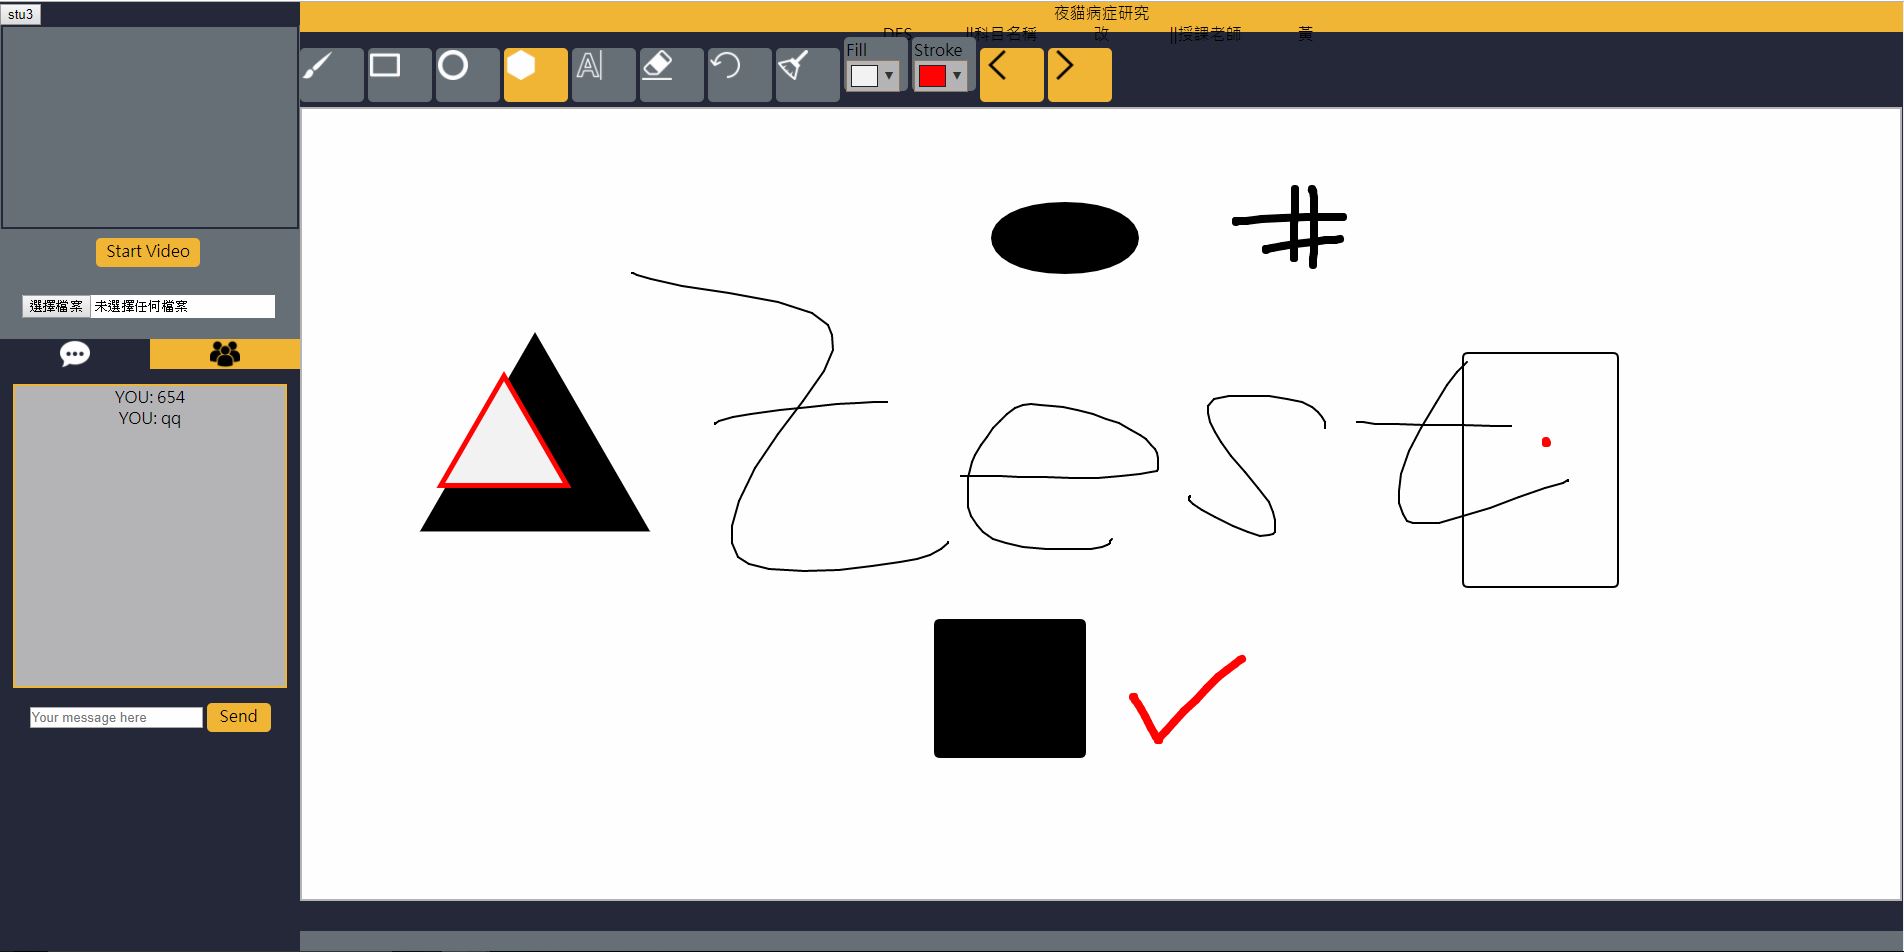 stu3
夜貓病症研究
DES ||科目名稱 改 ||授課老師 黃
A
Fill
Stroke
Start Video
選擇檔案 未選擇任何檔案
YOU: 654
YOU: qq
Your message here
Send
#
test